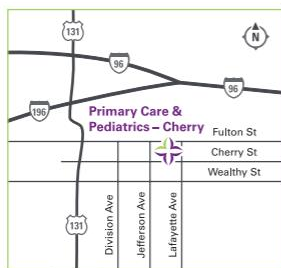 131
N
96
96
196
Primary Care &
Pediatrics – Cherry
Fulton St
Cherry St
Wealthy St
131
Division Ave
Jefferson Ave
Lafayette Ave